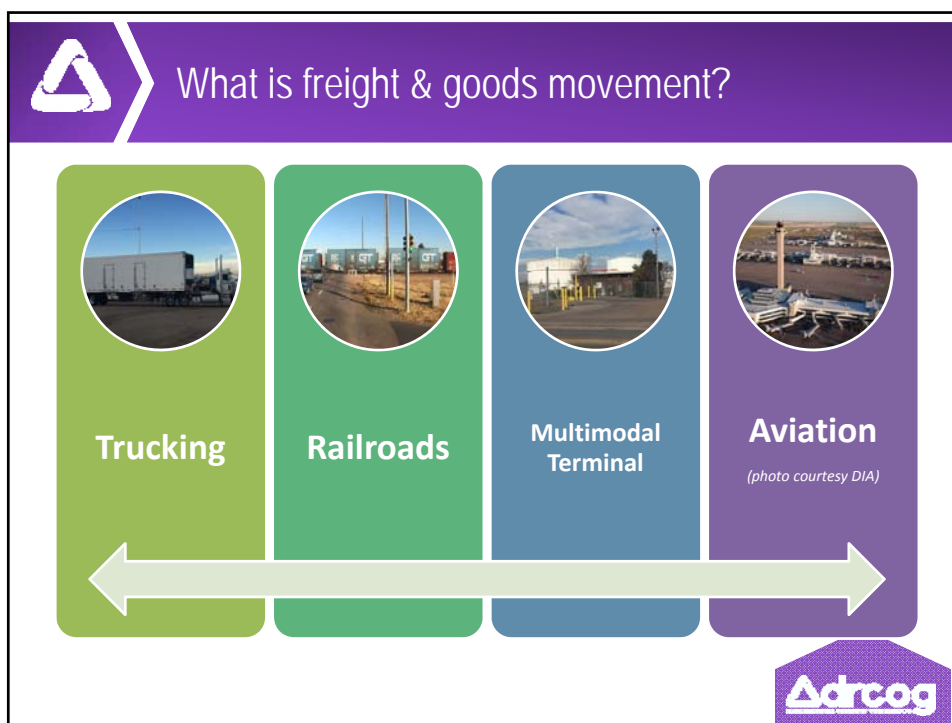 What is freight & goods movement?
Trucking
Railroads
Multimodal
Terminal
Aviation
(photo courtesy DIA)
drcog